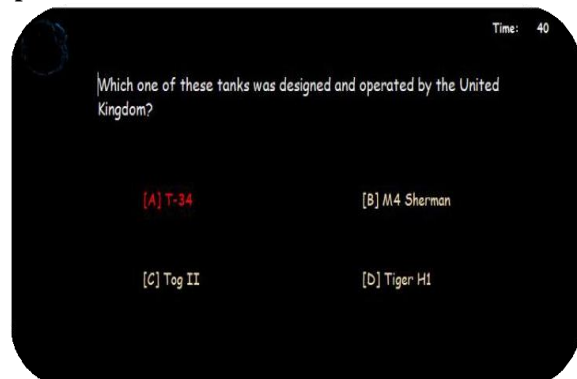 Time: 40
Which one of these tanks was designed and operated by the United
Kingdom?
[A] T-34
[B] M4 Sherman
[C] Tog II
[D] Tiger H1